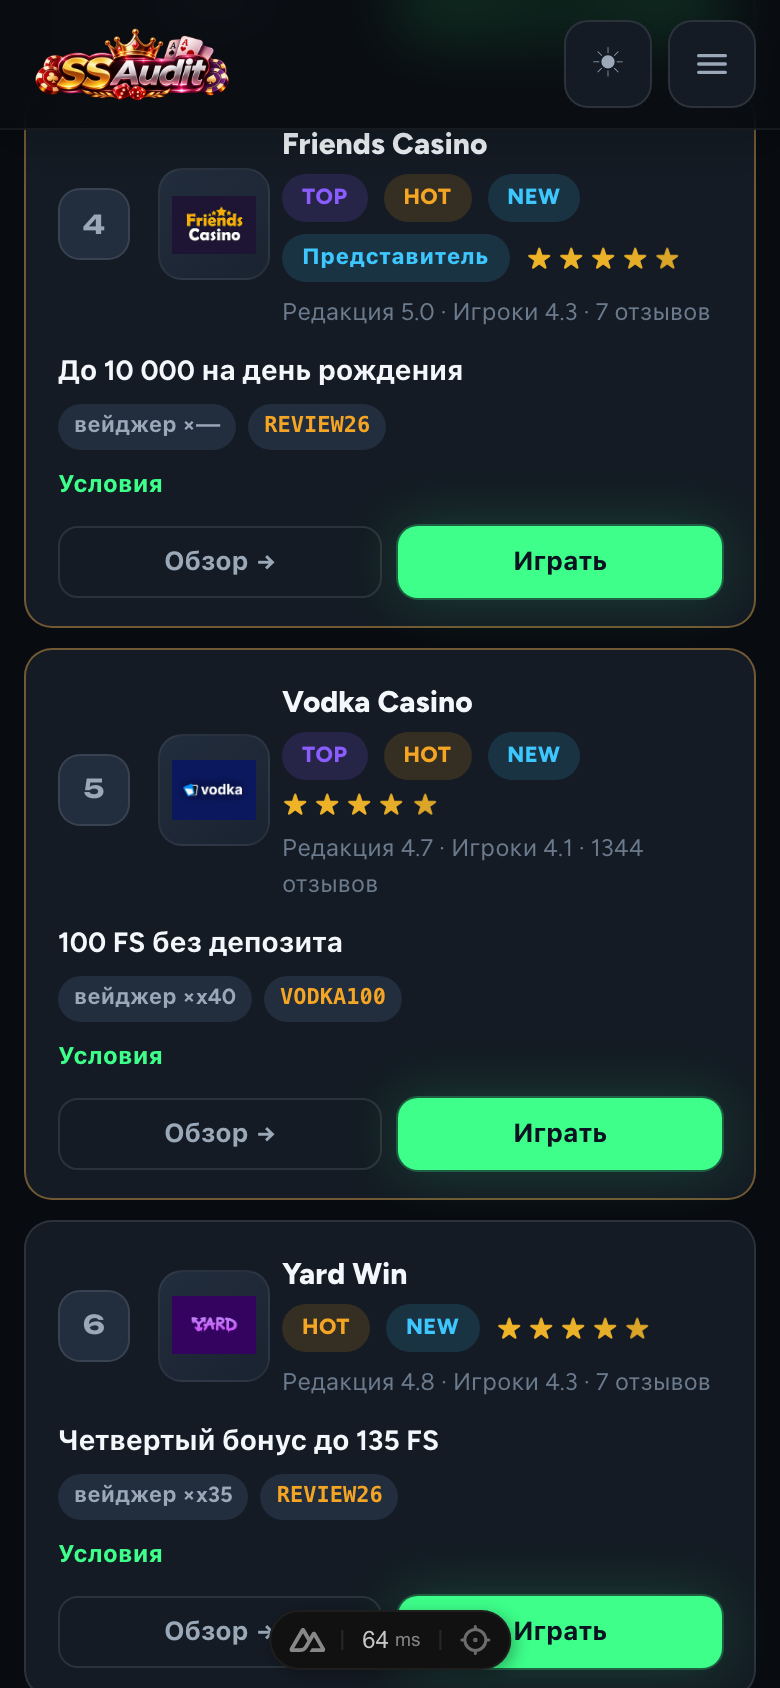 SSAudit
Friends Casino
4
Friends
Casino
TOP HOT NEW
Представитель
Редакция 5.0 · Игроки 4.3 · 7 отзывов
До 10 000 на день рождения
вейджер ×— REVIEW26
Условия
Обзор → Играть
Vodka Casino
5
vodka
TOP HOT NEW
Редакция 4.7 · Игроки 4.1 · 1344
отзывов
100 FS без депозита
вейджер ×x40 VODKA100
Условия
Обзор → Играть
Yard Win
6
YARD
HOT NEW
Редакция 4.8 · Игроки 4.3 · 7 отзывов
Четвертый бонус до 135 FS
вейджер ×x35 REVIEW26
Условия
Обзор → Играть
64 ms